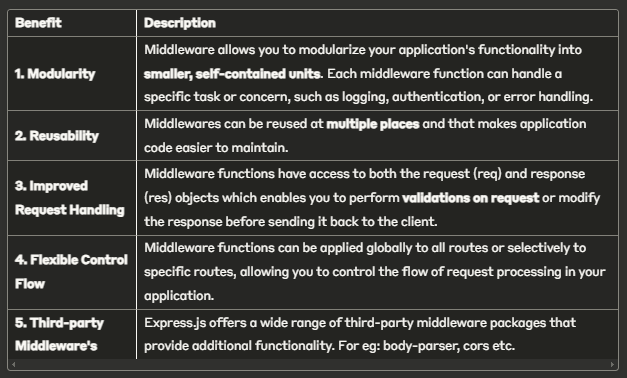 Benefit Description
1. Modularity
Middleware allows you to modularize your application's functionality into
smaller, self-contained units. Each middleware function can handle a
specific task or concern, such as logging, authentication, or error handling.
2. Reusability
Middlewares can be reused at multiple places and that makes application
code easier to maintain.
3. Improved
Request Handling
Middleware functions have access to both the request (req) and response
(res) objects which enables you to perform validations on request or modify
the response before sending it back to the client.
4. Flexible Control
Flow
Middleware functions can be applied globally to all routes or selectively to
specific routes, allowing you to control the flow of request processing in your
application.
5. Third-party
Middleware's
Express.js offers a wide range of third-party middleware packages that
provide additional functionality. For eg: body-parser, cors etc.